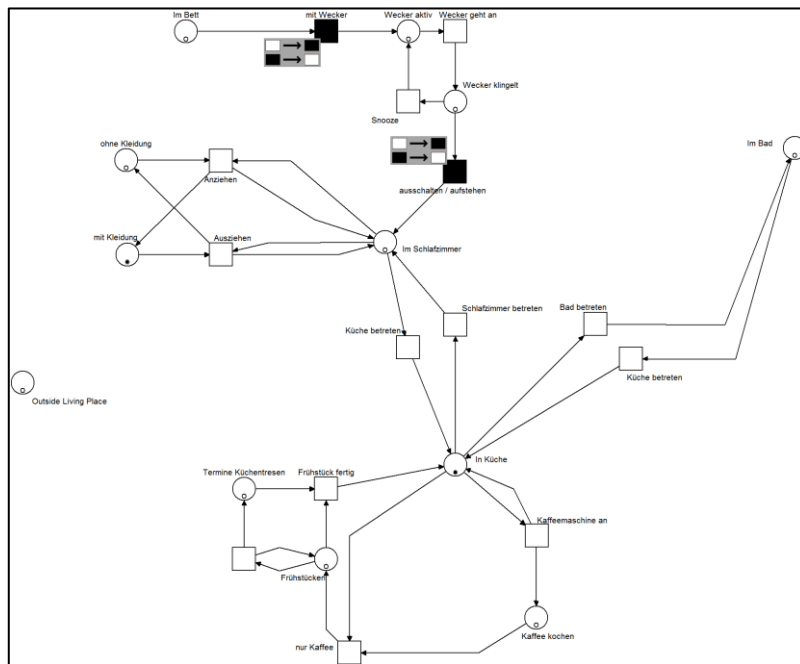 Im Bett
mit Wecker
Wecker aktiv
Wecker geht an
Wecker klingelt
Snooze
ohne Kleidung
Im Bad
Anziehen
ausschalten / aufstehen
mit Kleidung
Ausziehen
Im Schlafzimmer
Schlafzimmer betreten
Bad betreten
Küche betreten
Küche betreten
Outside Living Place
In Küche
Termine Küchentresen
Frühstück fertig
Kaffeemaschine an
Frühstücken
Kaffee kochen
nur Kaffee